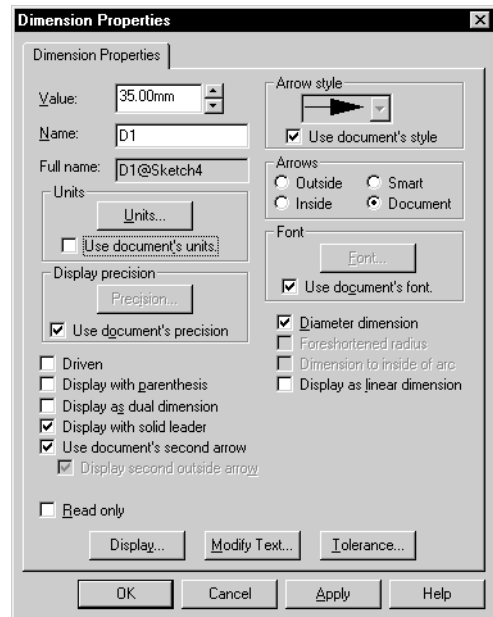 Dimension Properties
Dimension Properties
Value:
35.00mm
Name:
D1
Full name:
D1@Sketch4
Units
Units...
Use document's units.
Display precision
Precision...
Use document's precision
Driven
Display with parenthesis
Display as dual dimension
Display with solid leader
Use document's second arrow
Display second outside arrow
Read only
Arrow style
Use document's style
Arrows
Outside
Smart
Inside
Document
Font
Font...
Use document's font.
Diameter dimension
Foreshortened radius
Dimension to inside of arc
Display as linear dimension
Display...
Modify Text...
Tolerance...
OK
Cancel
Apply
Help